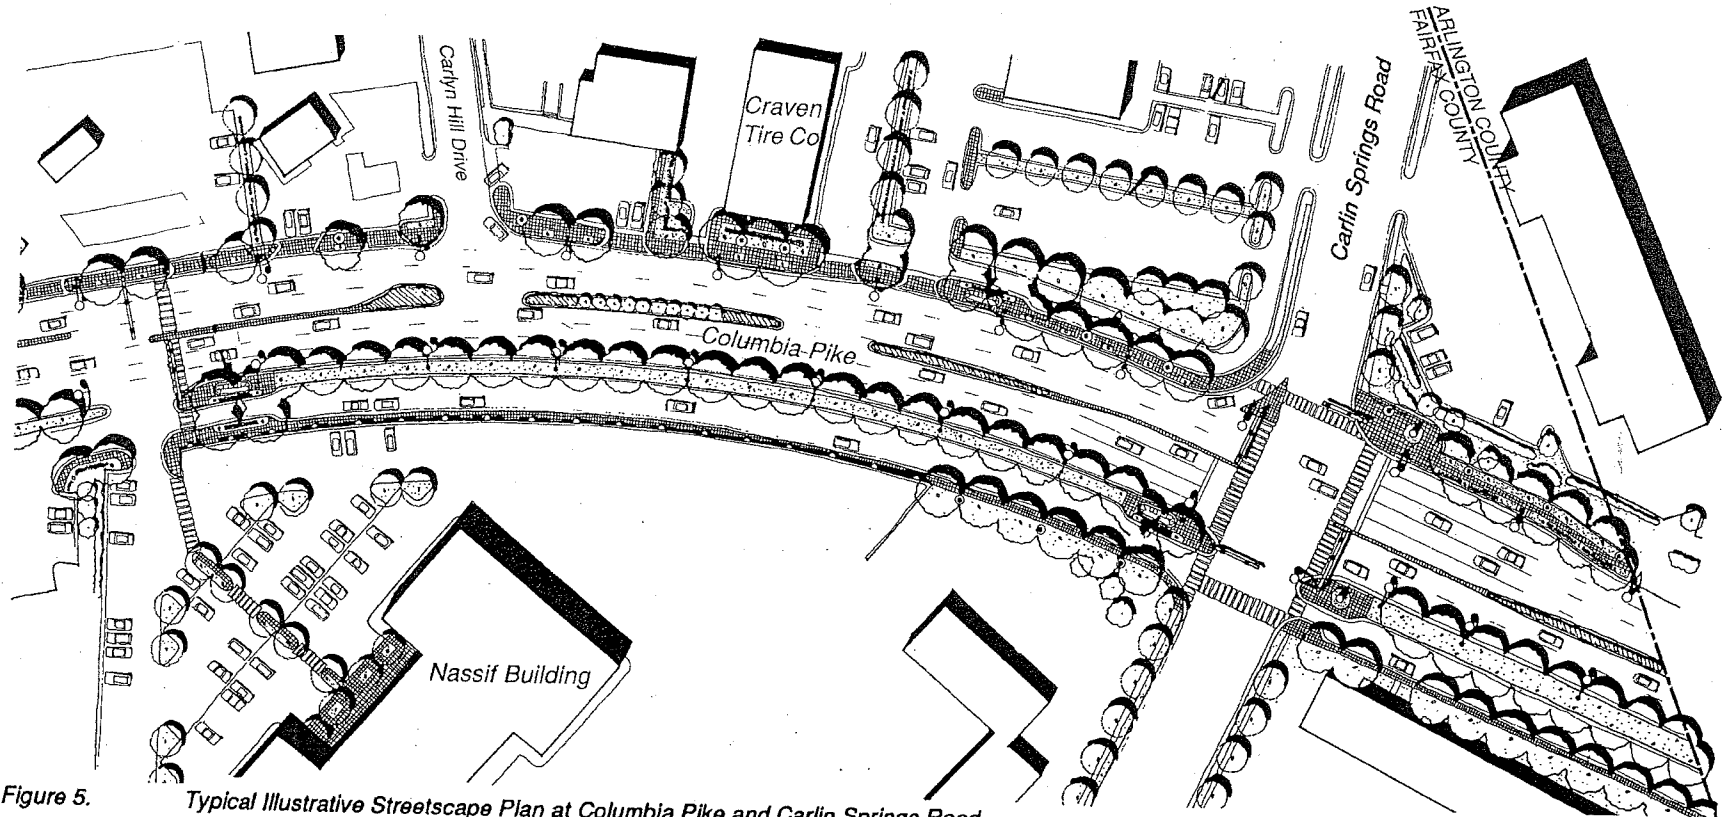 Carlyn Hill Drive
Craven
Tire Co
Carlin Springs Road
ARLINGTON COUNTY
FAIRFAX COUNTY
Columbia Pike
Nassif Building
Figure 5. Typical Illustrative Streetscape Plan at Columbia Pike and Carlin Springs Road